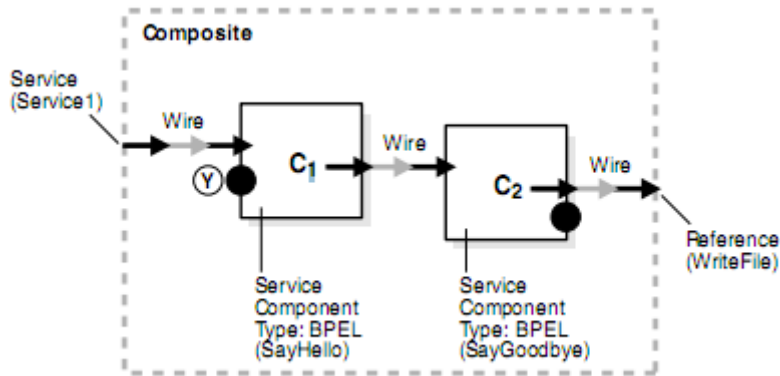 Composite
Service
(Service1)
Wire
C1
Wire
C2
Wire
Y
Reference
(WriteFile)
Service
Component
Type: BPEL
(SayHello)
Service
Component
Type: BPEL
(SayGoodbye)